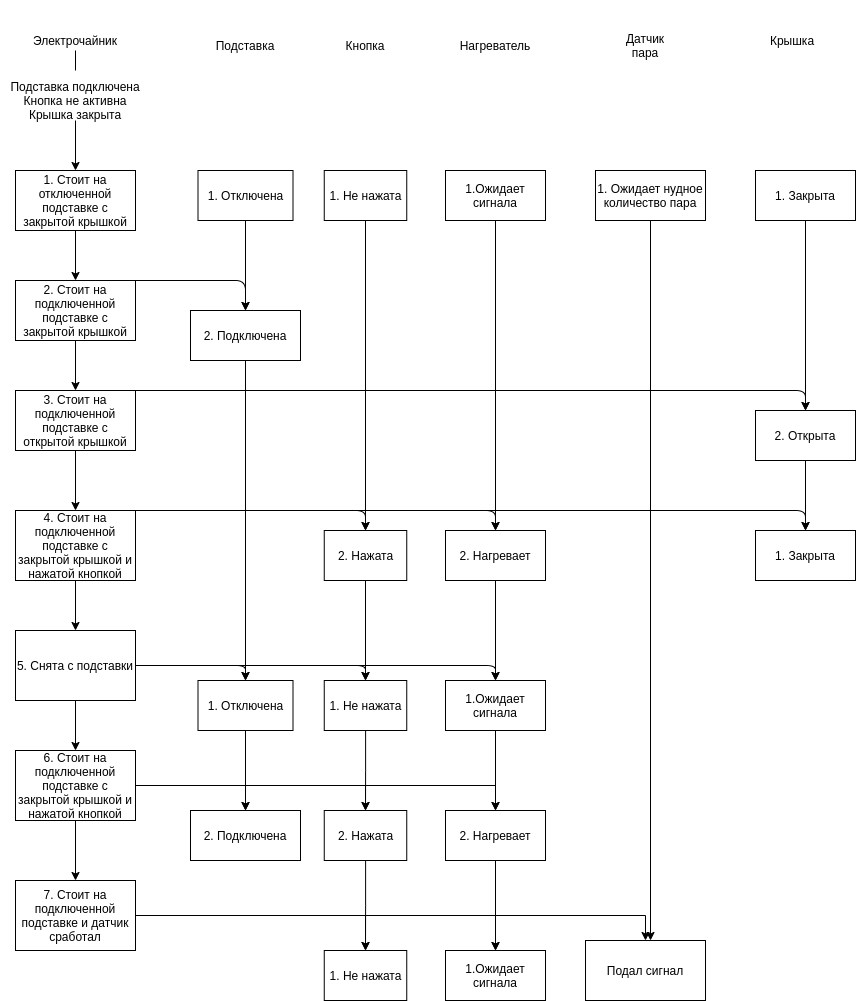 Электрочайник
Подставка
Кнопка
Нагреватель
Датчик
пара
Крышка
Подставка подключена
Кнопка не активна
Крышка закрыта
1. Стоит на
отключенной
подставке с
закрытой крышкой
1. Отключена
1. Не нажата
1.Ожидает
сигнала
1. Ожидает нудное
количество пара
1. Закрыта
2. Стоит на
подключенной
подставке с
закрытой крышкой
2. Подключена
3. Стоит на
подключенной
подставке с
открытой крышкой
2. Открыта
4. Стоит на
подключенной
подставке с
закрытой крышкой и
нажатой кнопкой
2. Нажата
2. Нагревает
1. Закрыта
5. Снята с подставки
1. Отключена
1. Не нажата
1.Ожидает
сигнала
6. Стоит на
подключенной
подставке с
закрытой крышкой и
нажатой кнопкой
2. Подключена
2. Нажата
2. Нагревает
7. Стоит на
подключенной
подставке и датчик
сработал
1. Не нажата
1.Ожидает
сигнала
Подал сигнал